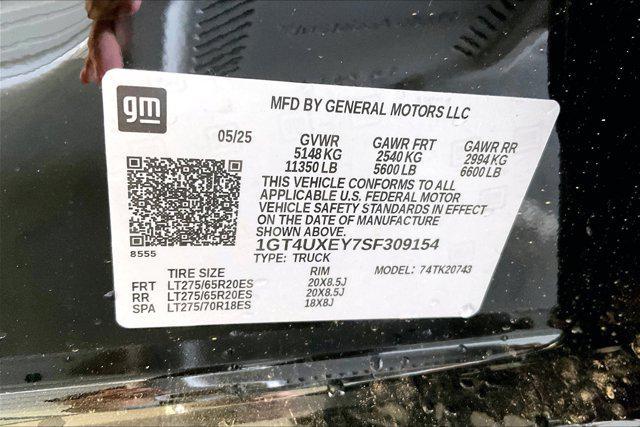 gm
MFD BY GENERAL MOTORS LLC
05/25 GVWR GAWR FRT GAWR RR
5148 KG 2540 KG 2994 KG
11350 LB 5600 LB 6600 LB
THIS VEHICLE CONFORMS TO ALL
APPLICABLE U.S. FEDERAL MOTOR
VEHICLE SAFETY STANDARDS IN EFFECT
ON THE DATE OF MANUFACTURE
SHOWN ABOVE.
8555
1GT4UXEY7SF309154
TYPE: TRUCK MODEL: 74TK20743
TIRE SIZE RIM
FRT LT275/65R20ES 20X8.5J
RR LT275/65R20ES 20X8.5J
SPA LT275/70R18ES 18X8J